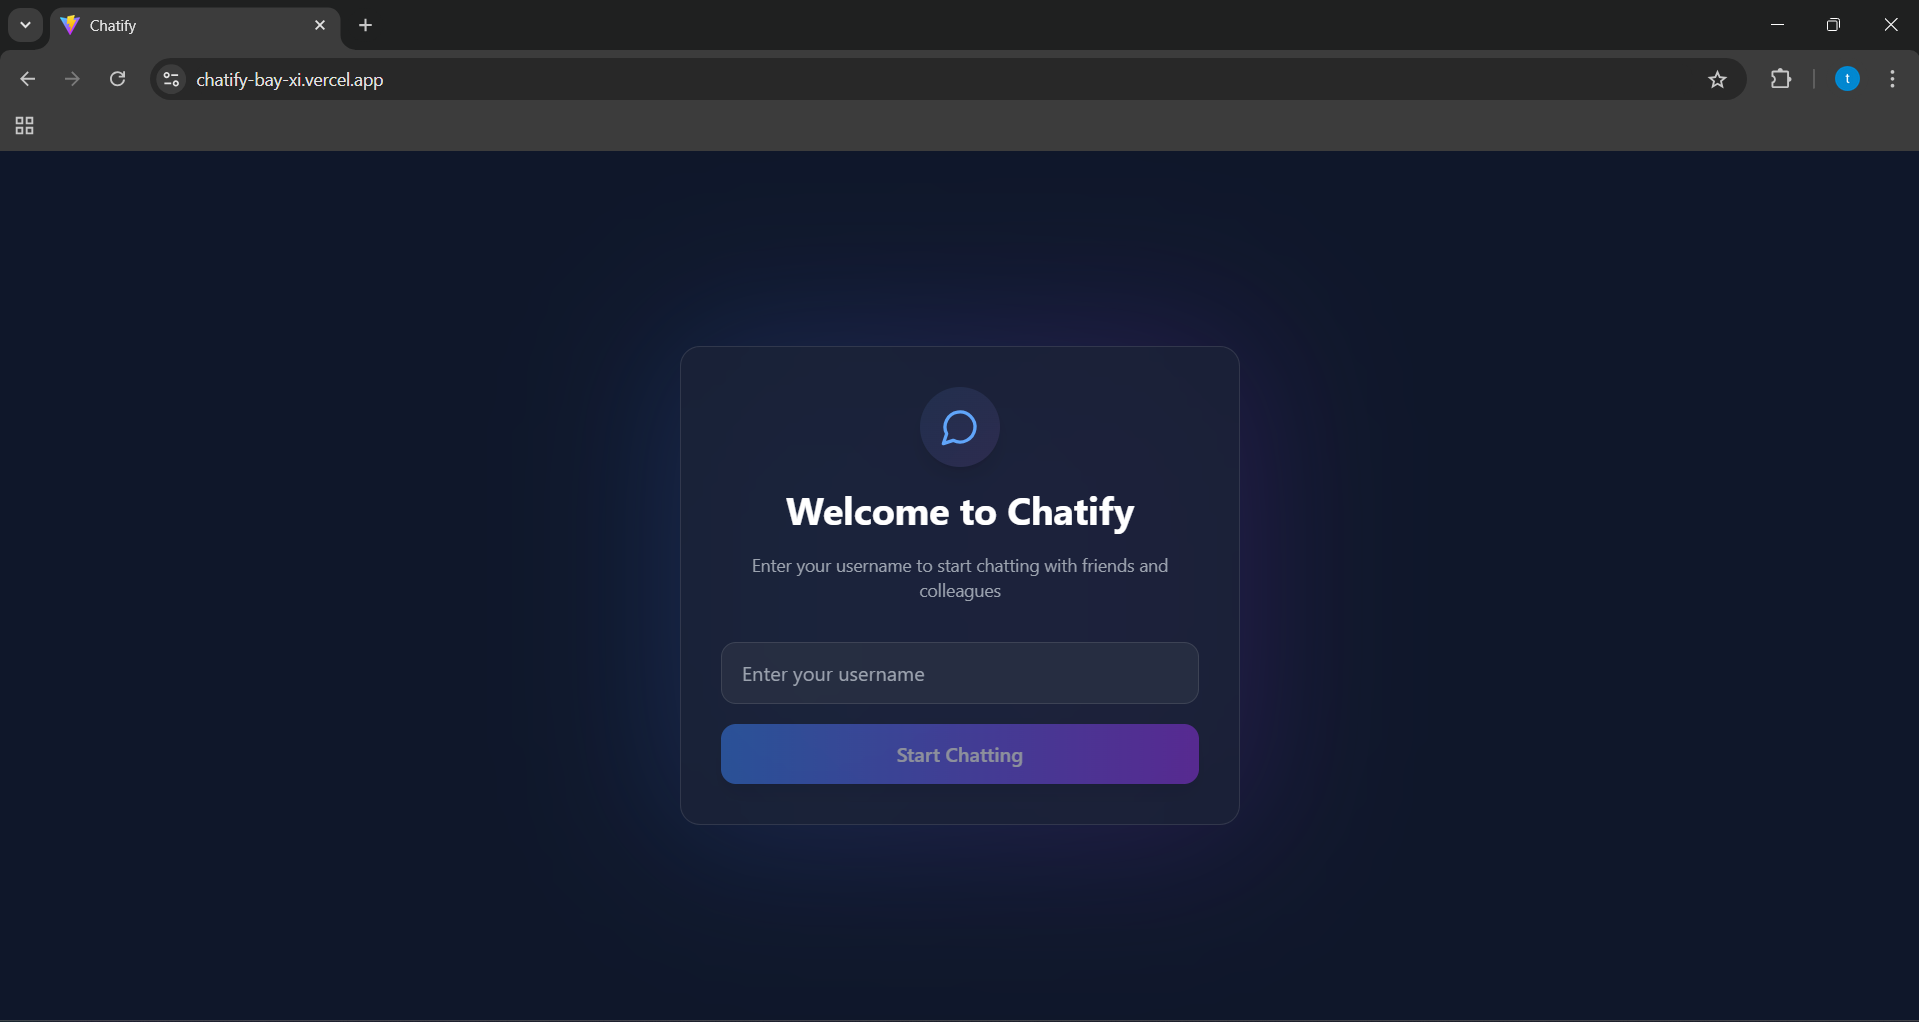 Chatify
chatify-bay-xi.vercel.app
t
Welcome to Chatify
Enter your username to start chatting with friends and
colleagues
Enter your username
Start Chatting